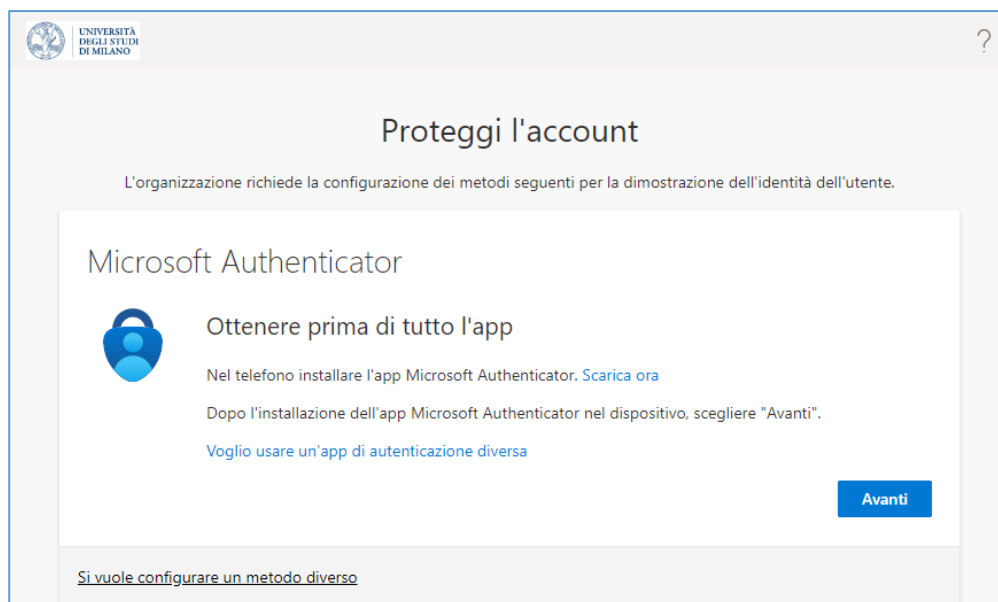 UNIVERSITÀ
DEGLI STUDI
DI MILANO
?
Proteggi l'account
L'organizzazione richiede la configurazione dei metodi seguenti per la dimostrazione dell'identità dell'utente.
Microsoft Authenticator
Ottenere prima di tutto l'app
Nel telefono installare l'app Microsoft Authenticator. Scarica ora
Dopo l'installazione dell'app Microsoft Authenticator nel dispositivo, scegliere "Avanti".
Voglio usare un'app di autenticazione diversa
Avanti
Si vuole configurare un metodo diverso